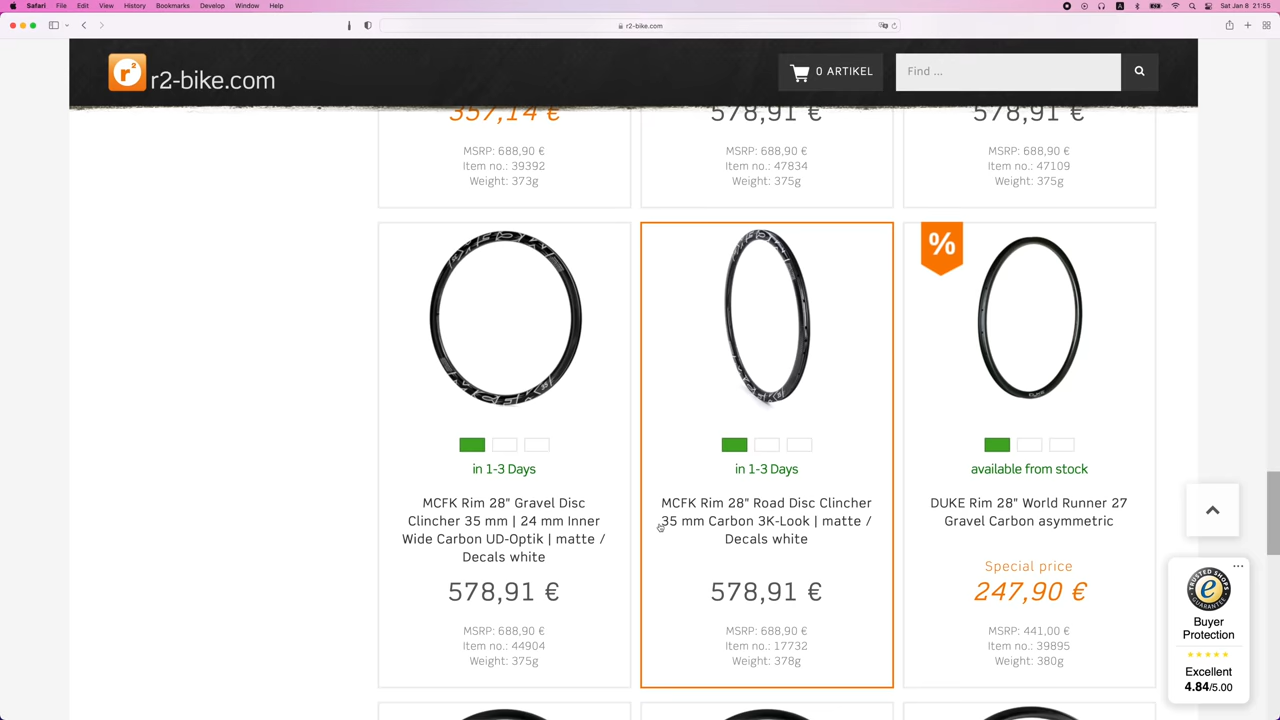 Safari File Edit View History Bookmarks Develop Window Help
A
Sat Jan 8 21:55
r2-bike.com
r² r2-bike.com
0 ARTIKEL
Find ...
357,14 €
578,91 €
578,91 €
MSRP: 688,90 €
Item no.: 39392
Weight: 373g
MSRP: 688,90 €
Item no.: 47834
Weight: 375g
MSRP: 688,90 €
Item no.: 47109
Weight: 375g
in 1-3 Days
MCFK Rim 28" Gravel Disc
Clincher 35 mm | 24 mm Inner
Wide Carbon UD-Optik | matte /
Decals white
578,91 €
MSRP: 688,90 €
Item no.: 44904
Weight: 375g
in 1-3 Days
MCFK Rim 28" Road Disc Clincher
35 mm Carbon 3K-Look | matte /
Decals white
578,91 €
MSRP: 688,90 €
Item no.: 17732
Weight: 378g
%
available from stock
DUKE Rim 28" World Runner 27
Gravel Carbon asymmetric
Special price
247,90 €
MSRP: 441,00 €
Item no.: 39895
Weight: 380g
TRUSTED SHOPS
e
GUARANTEE
Buyer
Protection
Excellent
4.84/5.00